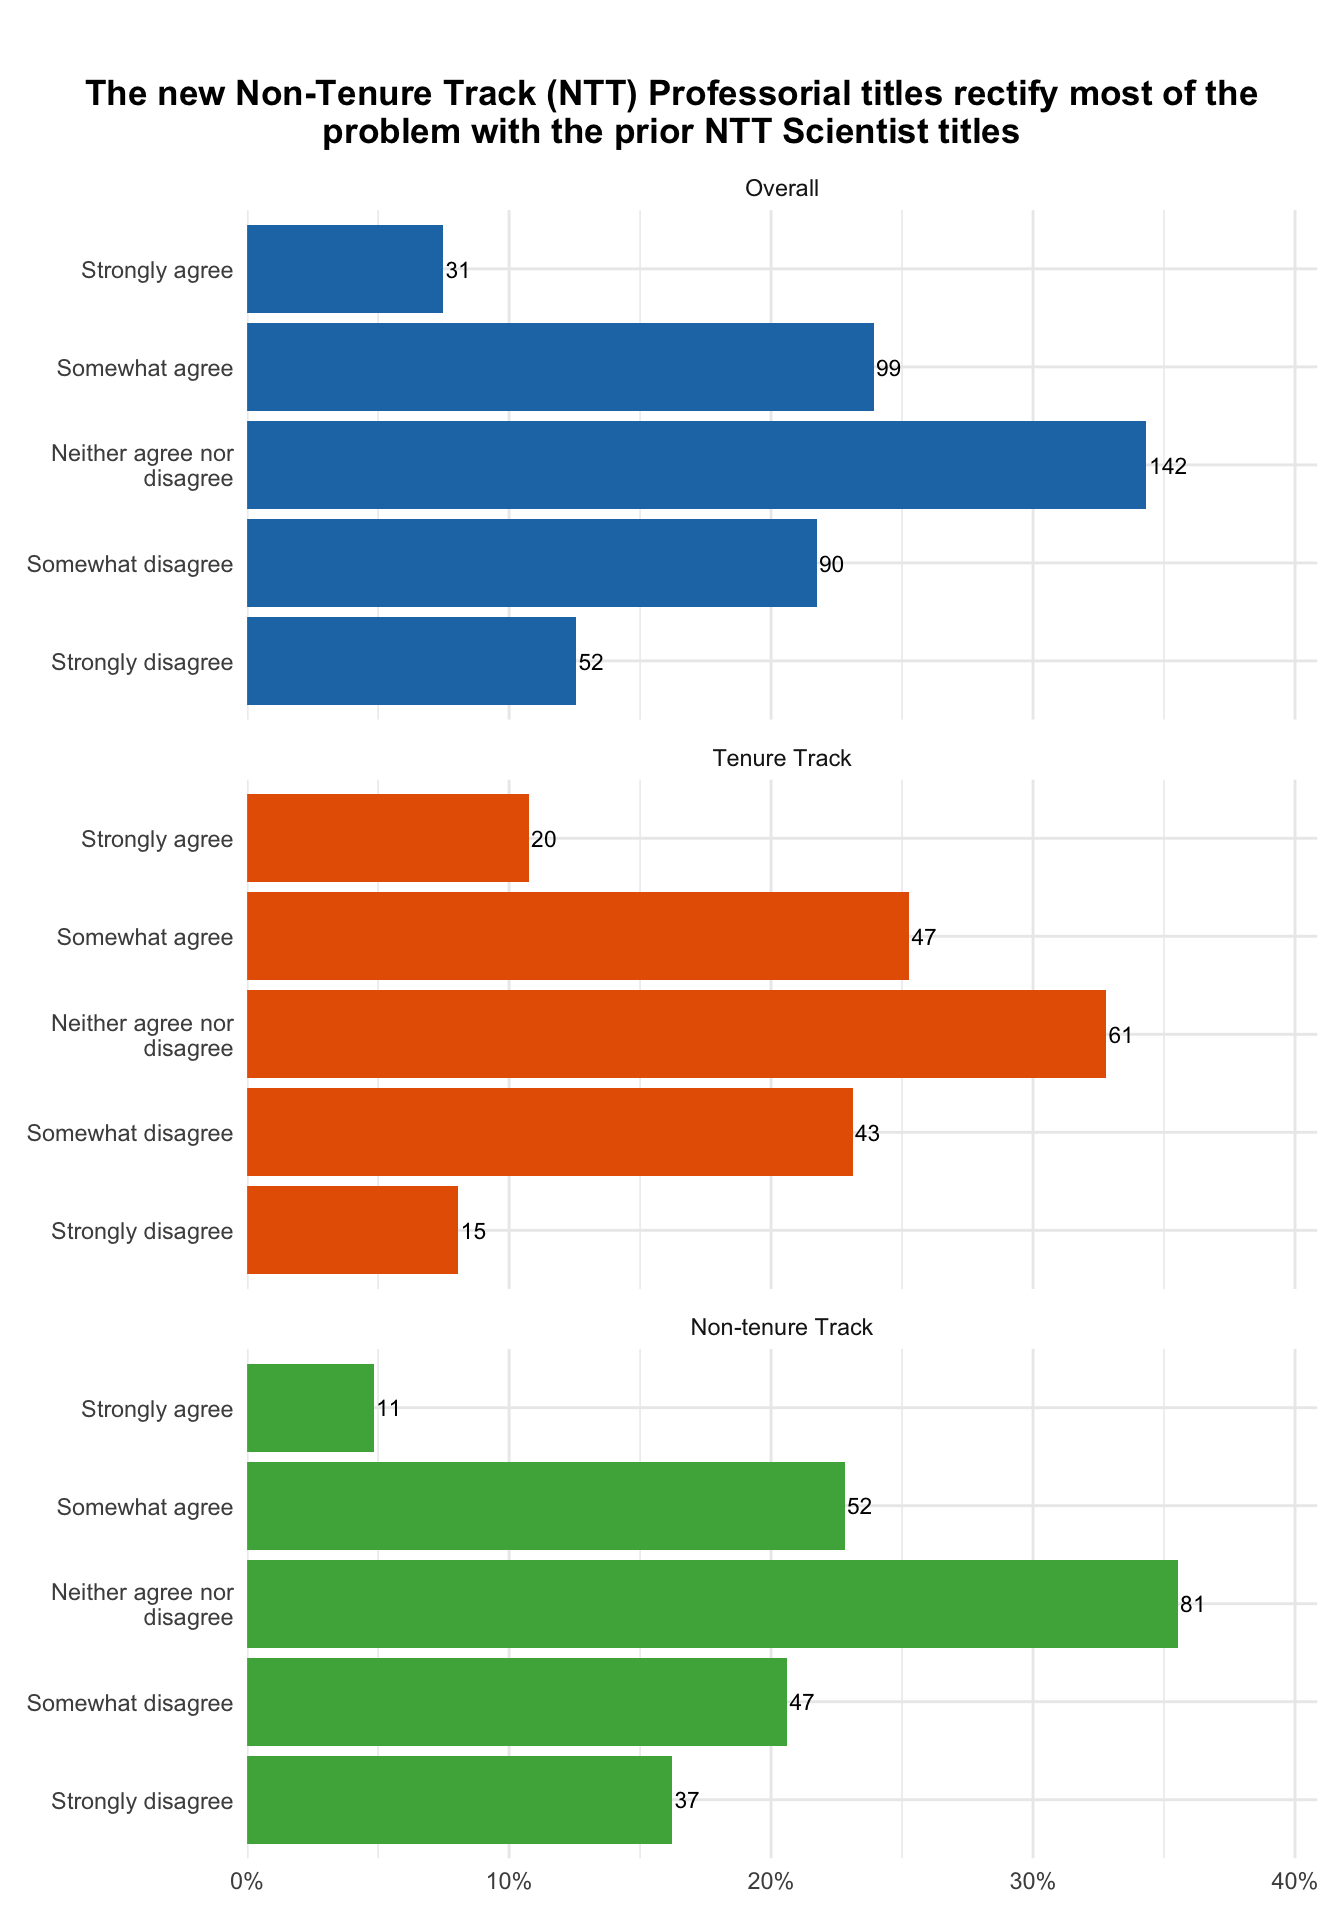 The new Non-Tenure Track (NTT) Professorial titles rectify most of the
problem with the prior NTT Scientist titles
Overall
Strongly agree
31
Somewhat agree
99
Neither agree nor
disagree
142
Somewhat disagree
90
Strongly disagree
52
Tenure Track
Strongly agree
20
Somewhat agree
47
Neither agree nor
disagree
61
Somewhat disagree
43
Strongly disagree
15
Non-tenure Track
Strongly agree
11
Somewhat agree
52
Neither agree nor
disagree
81
Somewhat disagree
47
Strongly disagree
37
0% 10% 20% 30% 40%